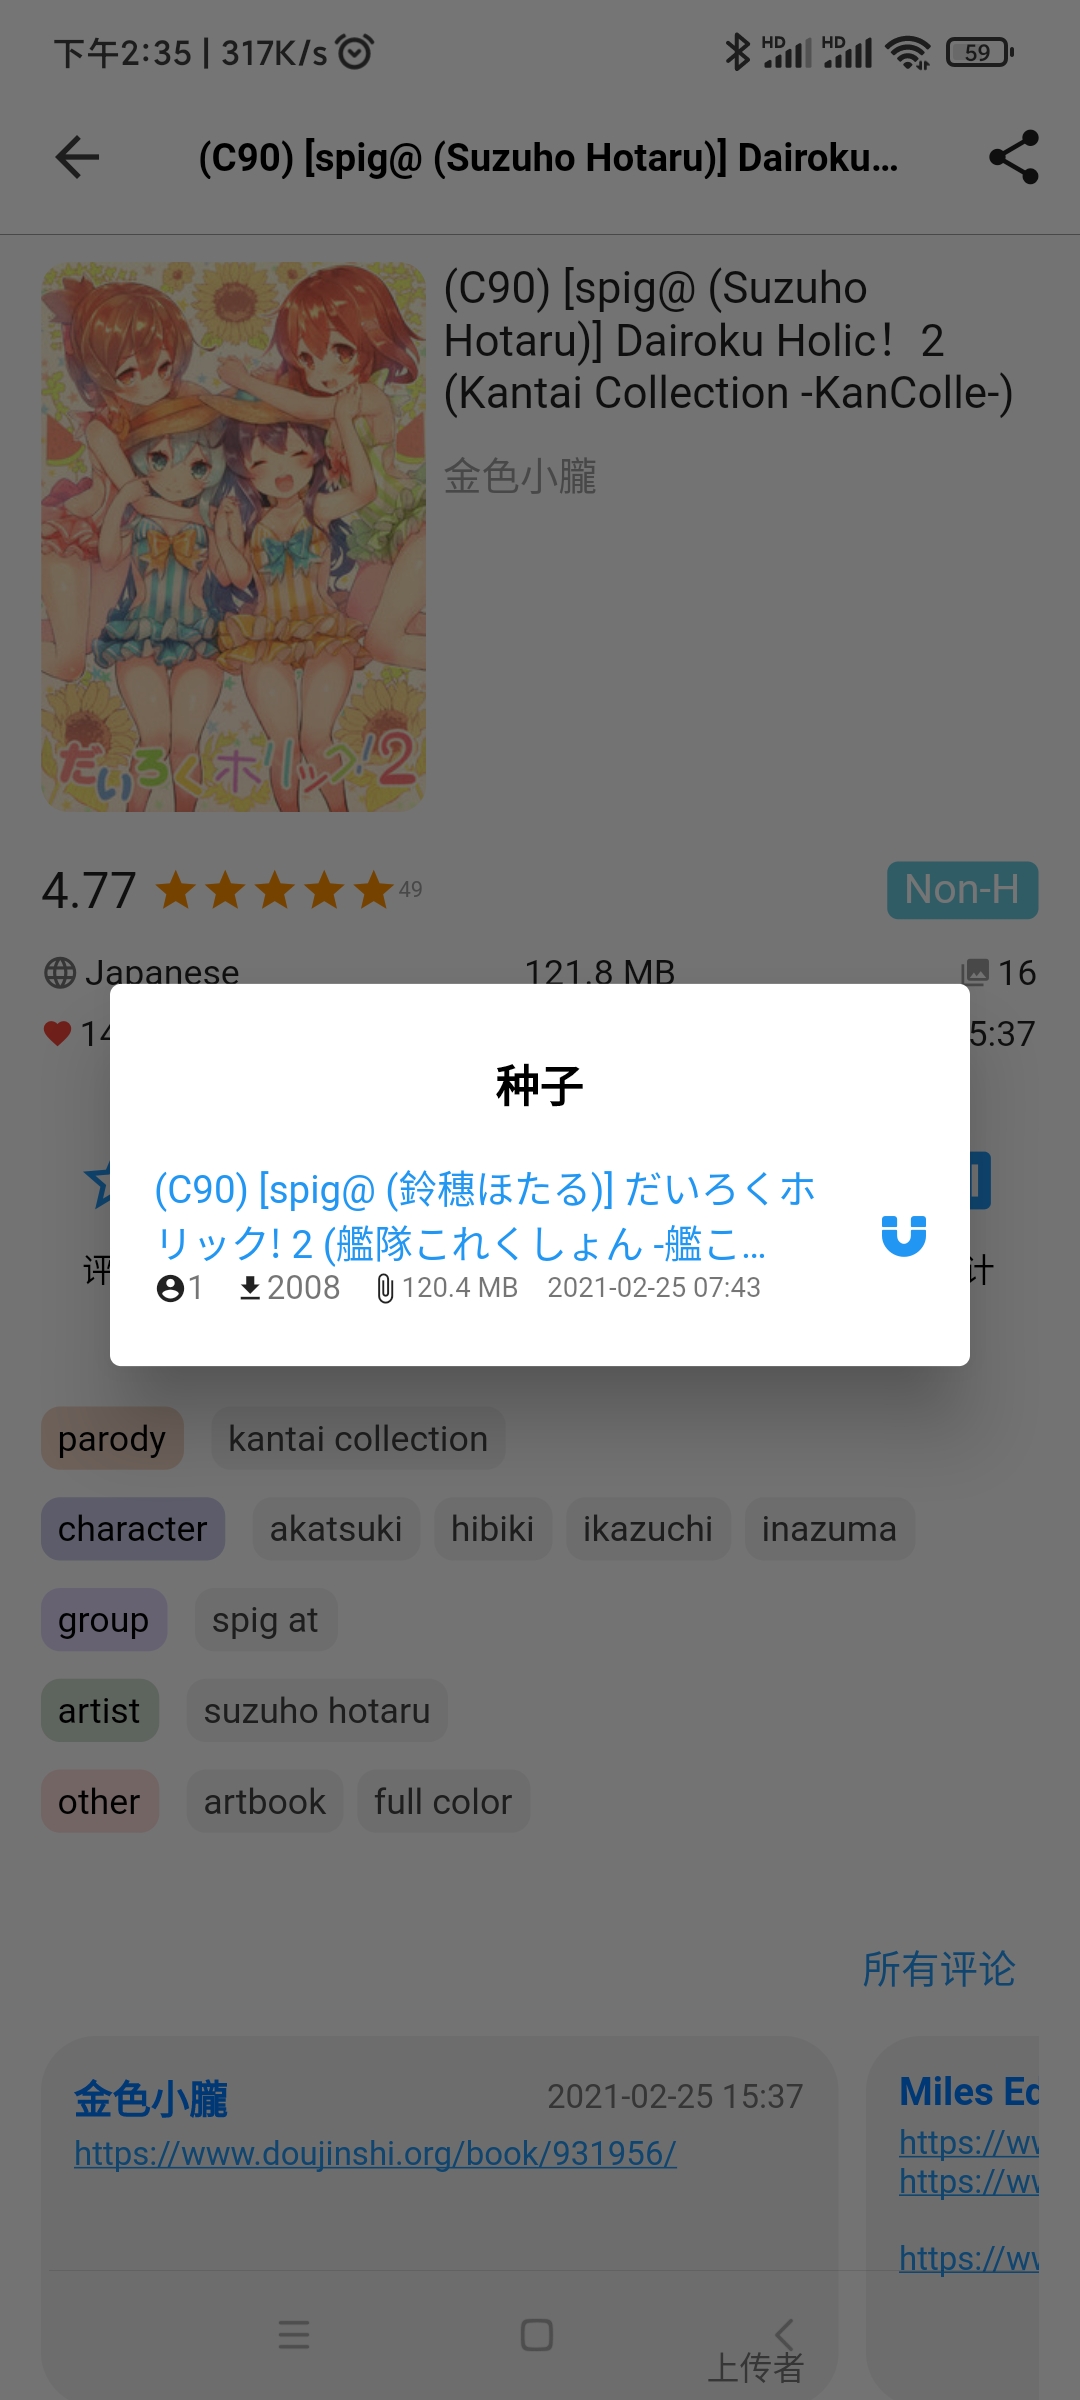 下午2:35 | 317K/s
HD HD 59
(C90) [spig@ (Suzuho Hotaru)] Dairoku...
(C90) [spig@ (Suzuho
Hotaru)] Dairoku Holic！2
(Kantai Collection -KanColle-)
金色小朧
だいろくホリック!2
4.77 49 Non-H
Japanese 121.8 MB 16
14 5:37
种子
(C90) [spig@ (鈴穗ほたる)] だいろくホ
リック! 2 (艦隊これくしょん -艦こ...
1 2008 120.4 MB 2021-02-25 07:43
评 计
parody kantai collection
character akatsuki hibiki ikazuchi inazuma
group spig at
artist suzuho hotaru
other artbook full color
所有评论
金色小朧 2021-02-25 15:37
https://www.doujinshi.org/book/931956/
上传者
Miles Ed
https://ww
https://ww
https://ww